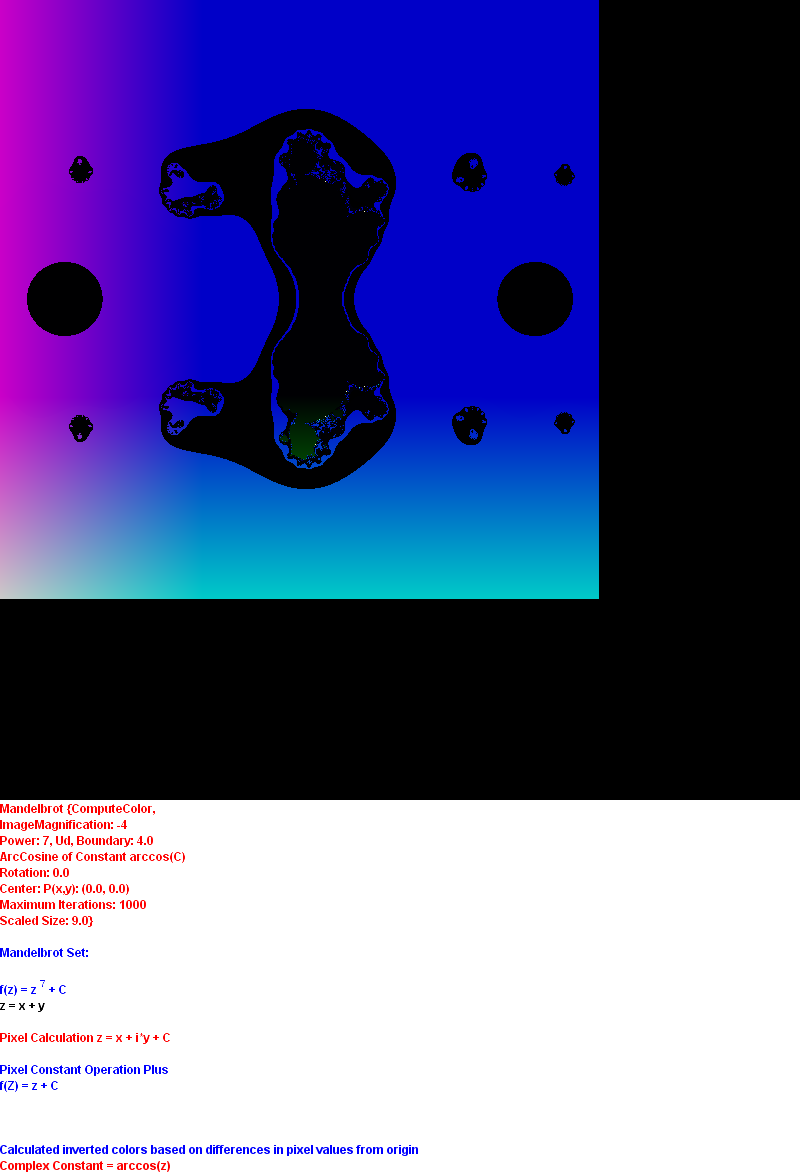 Mandelbrot {ComputeColor,
ImageMagnification: -4
Power: 7, Ud, Boundary: 4.0
ArcCosine of Constant arccos(C)
Rotation: 0.0
Center: P(x,y): (0.0, 0.0)
Maximum Iterations: 1000
Scaled Size: 9.0}
Mandelbrot Set:
f(z) = z 7 + C
z = x + y
Pixel Calculation z = x + i*y + C
Pixel Constant Operation Plus
f(Z) = z + C
Calculated inverted colors based on differences in pixel values from origin
Complex Constant = arccos(z)